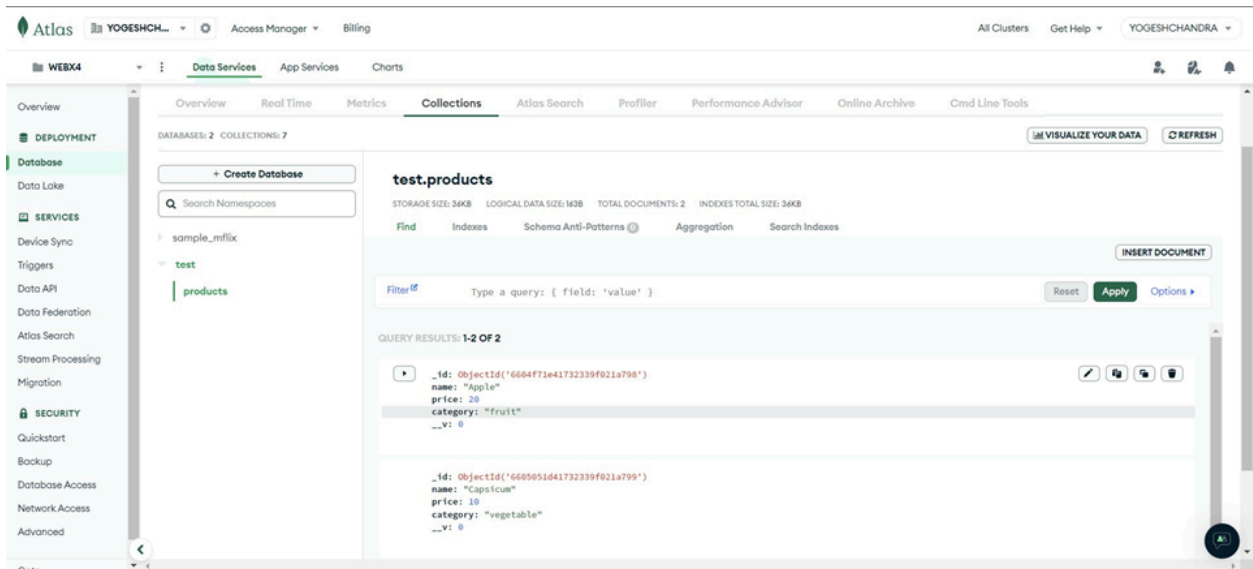 Atlas YOGESHCH... Access Manager Billing All Clusters Get Help YOGESHCHANDRA
WEBX4 Data Services App Services Charts
Overview
DEPLOYMENT
Database
Data Lake
SERVICES
Device Sync
Triggers
Data API
Data Federation
Atlas Search
Stream Processing
Migration
SECURITY
Quickstart
Backup
Database Access
Network Access
Advanced
Overview Real Time Metrics Collections Atlas Search Profiler Performance Advisor Online Archive Cmd Line Tools
DATABASES: 2 COLLECTIONS: 7 VISUALIZE YOUR DATA REFRESH
+ Create Database
Search Namespaces
sample_mflix
test
products
test.products
STORAGE SIZE: 36KB LOGICAL DATA SIZE: 163B TOTAL DOCUMENTS: 2 INDEXES TOTAL SIZE: 36KB
Find Indexes Schema Anti-Patterns 0 Aggregation Search Indexes
INSERT DOCUMENT
Filter Type a query: { field: 'value' } Reset Apply Options
QUERY RESULTS: 1-2 OF 2
_id: ObjectId('6604f71e41732339f021a798')
name: "Apple"
price: 20
category: "fruit"
__v: 0
_id: ObjectId('6605051d41732339f021a799')
name: "Capsicum"
price: 10
category: "vegetable"
__v: 0